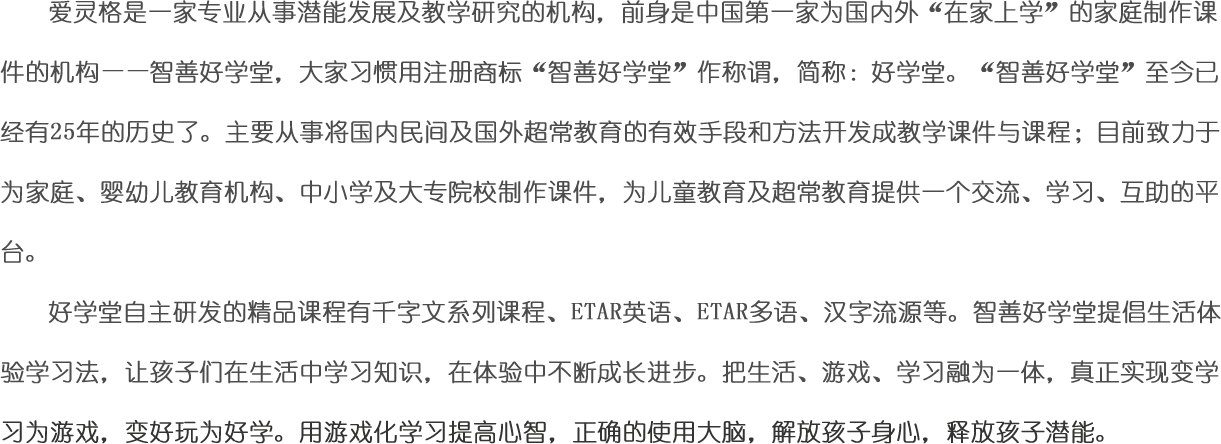 爱灵格是一家专业从事潜能发展及教学研究的机构，前身是中国第一家为国内外“在家上学”的家庭制作课
件的机构——智善好学堂，大家习惯用注册商标“智善好学堂”作称谓，简称：好学堂。“智善好学堂”至今已
经有25年的历史了。主要从事将国内民间及国外超常教育的有效手段和方法开发成教学课件与课程；目前致力于
为家庭、婴幼儿教育机构、中小学及大专院校制作课件，为儿童教育及超常教育提供一个交流、学习、互助的平
台。
好学堂自主研发的精品课程有千字文系列课程、ETAR英语、ETAR多语、汉字流源等。智善好学堂提倡生活体
验学习法，让孩子们在生活中学习知识，在体验中不断成长进步。把生活、游戏、学习融为一体，真正实现变学
习为游戏，变好玩为好学。用游戏化学习提高心智，正确的使用大脑，解放孩子身心，释放孩子潜能。